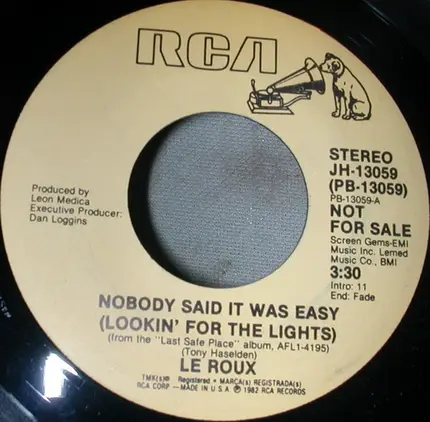 RCA
STEREO
JH-13059
(PB-13059)
PB-13059-A
NOT
FOR SALE
Screen Gems-EMI
Music Inc. Lemed
Music Co., BMI
3:30
Intro: 11
End: Fade
Produced by
Leon Medica
Executive Producer:
Dan Loggins
NOBODY SAID IT WAS EASY
(LOOKIN' FOR THE LIGHTS)
(from the "Last Safe Place" album, AFL1-4195)
(Tony Haselden)
LE ROUX
TMK(s)® Registered • MARCA(s) REGISTRADA(s)
RCA CORP —MADE IN U S A ℗ 1982 RCA RECORDS